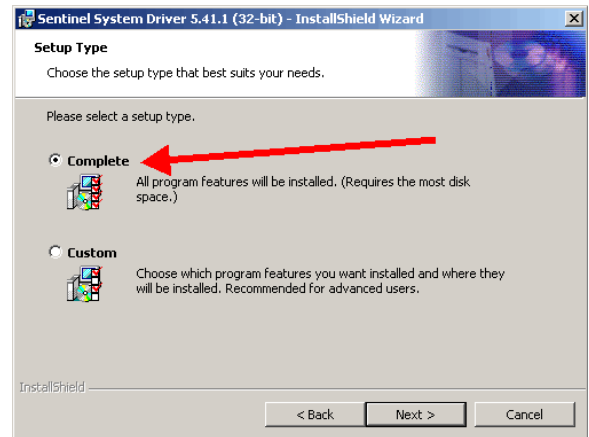 Sentinel System Driver 5.41.1 (32-bit) - InstallShield Wizard
Setup Type
Choose the setup type that best suits your needs.
Please select a setup type.
Complete
All program features will be installed. (Requires the most disk
space.)
Custom
Choose which program features you want installed and where they
will be installed. Recommended for advanced users.
InstallShield
< Back Next > Cancel